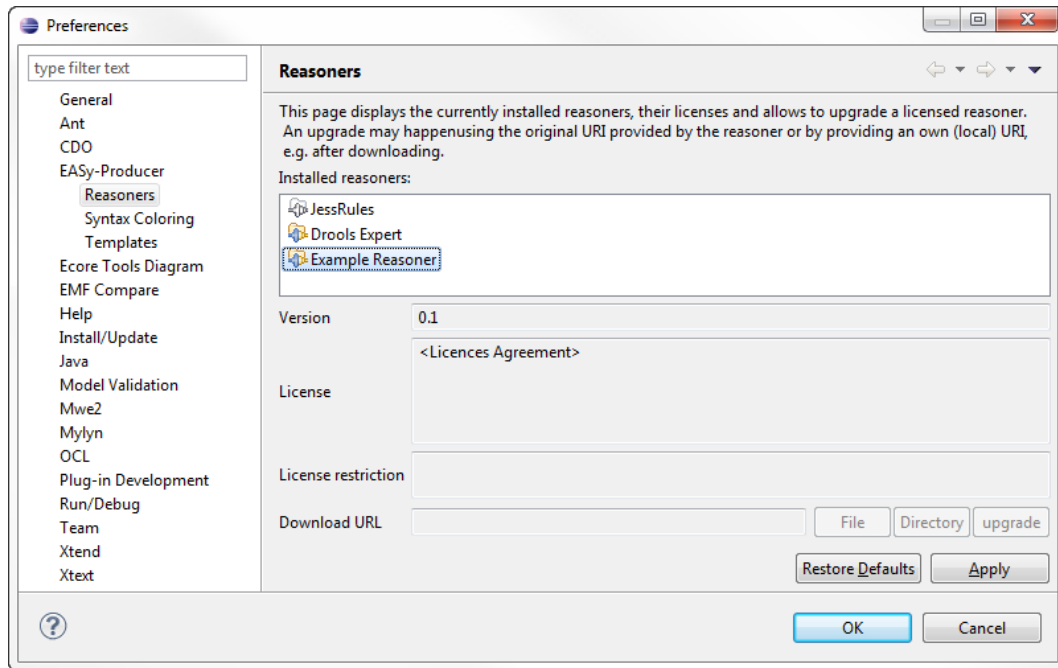 Preferences
type filter text
General
Ant
CDO
EASy-Producer
Reasoners
Syntax Coloring
Templates
Ecore Tools Diagram
EMF Compare
Help
Install/Update
Java
Model Validation
Mwe2
Mylyn
OCL
Plug-in Development
Run/Debug
Team
Xtend
Xtext
Reasoners
This page displays the currently installed reasoners, their licenses and allows to upgrade a licensed reasoner.
An upgrade may happenusing the original URI provided by the reasoner or by providing an own (local) URI,
e.g. after downloading.
Installed reasoners:
JessRules
Drools Expert
Example Reasoner
Version 0.1
<Licences Agreement>
License
License restriction
Download URL File Directory upgrade
Restore Defaults Apply
OK Cancel